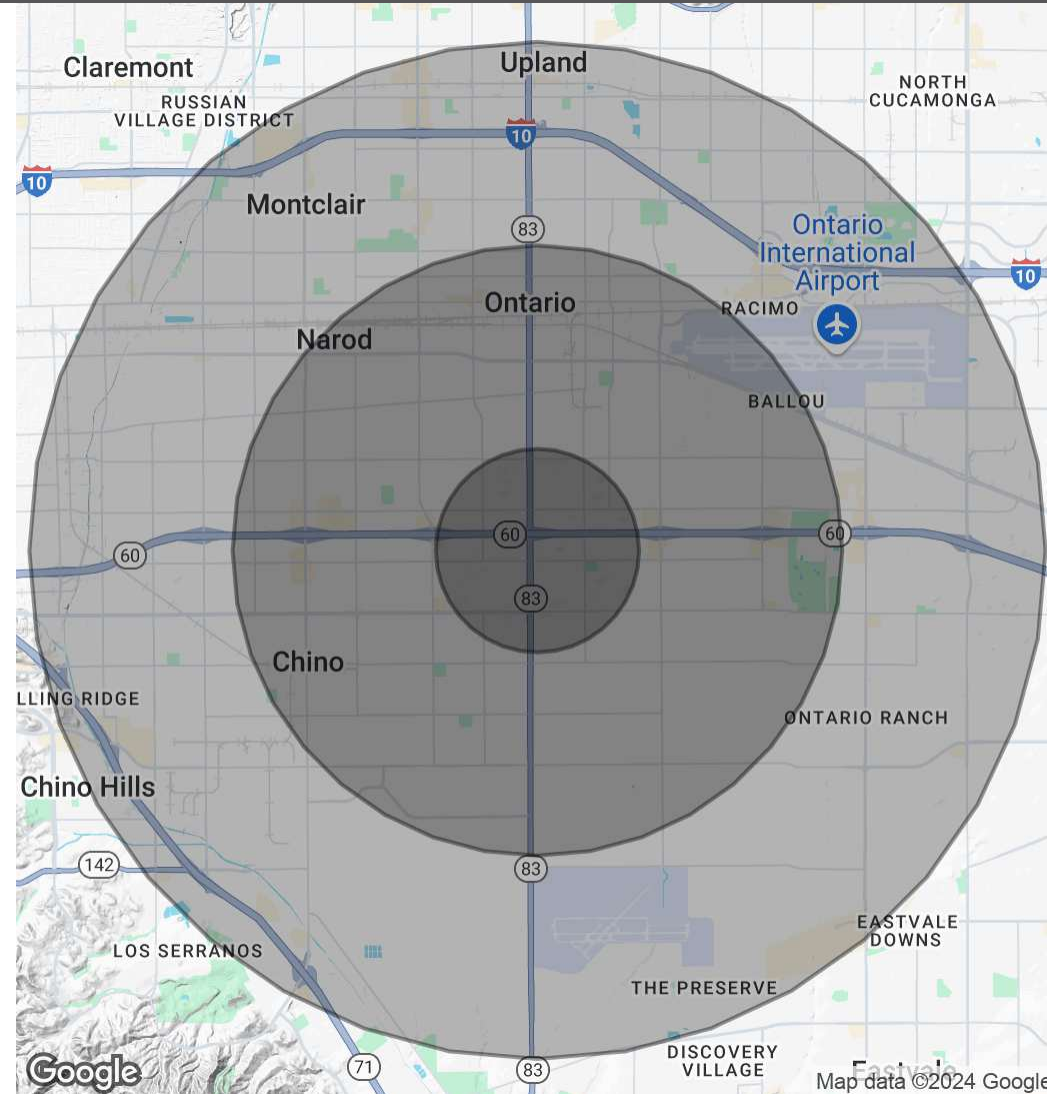 Claremont
Upland
RUSSIAN
VILLAGE DISTRICT
NORTH
CUCAMONGA
10
10
Montclair
83
Ontario
International
Airport
10
Ontario
RACIMO
Narod
BALLOU
60
60
60
83
Chino
LLING RIDGE
ONTARIO RANCH
Chino Hills
142
83
LOS SERRANOS
EASTVALE
DOWNS
THE PRESERVE
DISCOVERY
VILLAGE
Google
71
83
Eastvale
Map data ©2024 Google